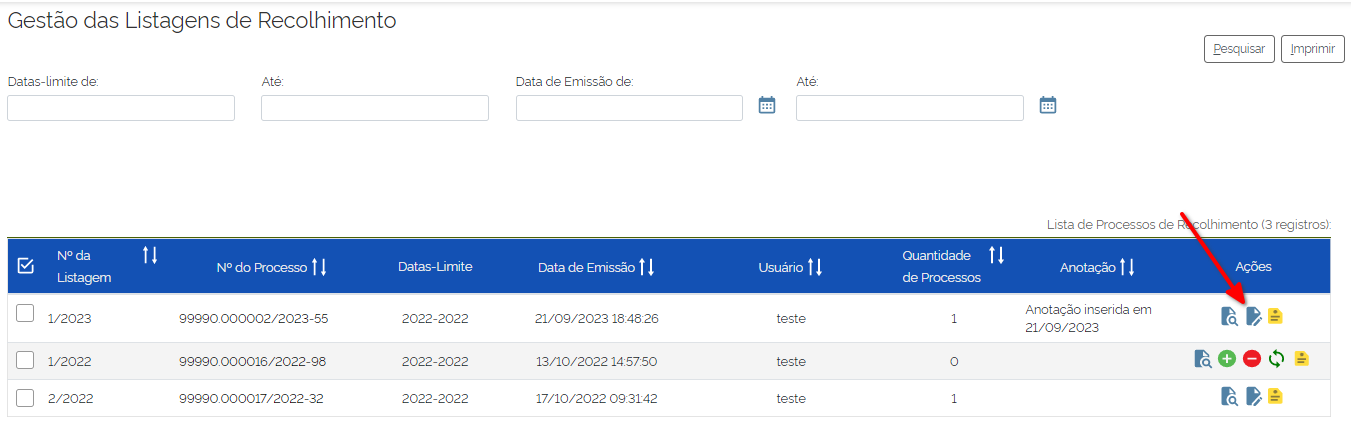 Gestão das Listagens de Recolhimento
Pesquisar Imprimir
Datas-limite de: Até: Data de Emissão de: Até:
Lista de Processos de Recolhimento (3 registros):
Nº da Listagem Nº do Processo Datas-Limite Data de Emissão Usuário Quantidade de Processos Anotação Ações
1/2023 99990.000002/2023-55 2022-2022 21/09/2023 18:48:26 teste 1 Anotação inserida em 21/09/2023
1/2022 99990.000016/2022-98 2022-2022 13/10/2022 14:57:50 teste 0
2/2022 99990.000017/2022-32 2022-2022 17/10/2022 09:31:42 teste 1